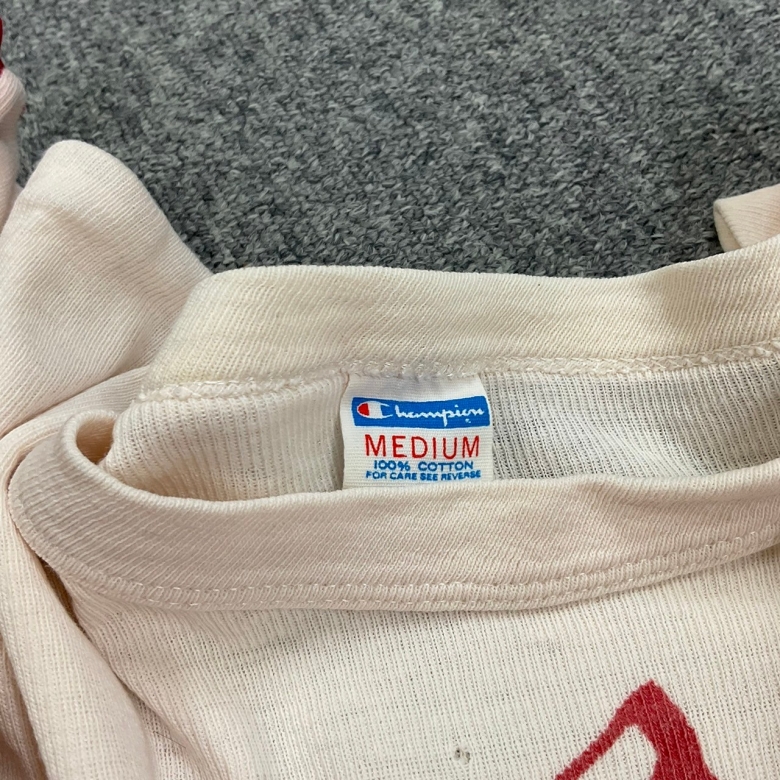 Champion
MEDIUM
100% COTTON
FOR CARE SEE REVERSE